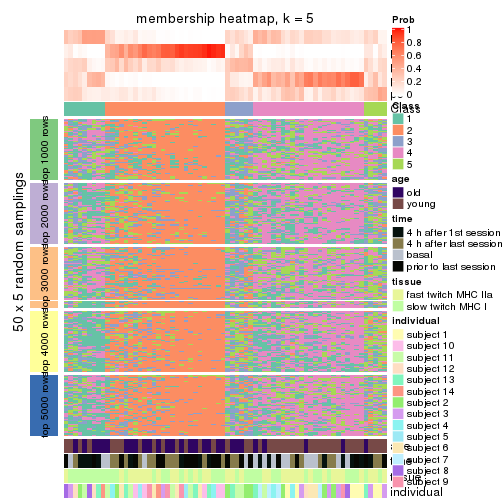 membership heatmap, k = 5
50 x 5 random samplings
top 1000 rows
top 2000 rows
top 3000 rows
top 4000 rows
top 5000 rows
Prob
1
0.8
0.6
0.4
0.2
0
Class
Class
1
2
3
4
5
age
old
young
time
4 h after 1st session
4 h after last session
basal
prior to last session
tissue
fast twitch MHC IIa
slow twitch MHC I
individual
subject 1
subject 10
subject 11
subject 12
subject 13
subject 14
subject 2
subject 3
subject 4
subject 5
subject 6
subject 7
subject 8
subject 9
tissue
individual